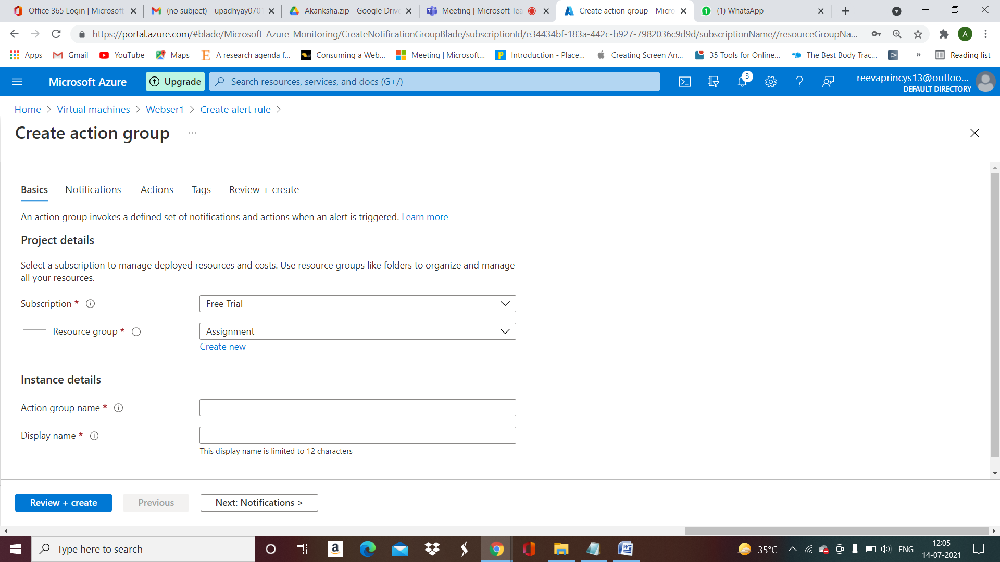 Office 365 Login | Microsoft
(no subject) - upadhyay070
Akanksha.zip - Google Drive
Meeting | Microsoft Tea
Create action group - Micro
(1) WhatsApp
https://portal.azure.com/#blade/Microsoft_Azure_Monitoring/CreateNotificationGroupBlade/subscriptionId/e34434bf-183a-442c-b927-7982036c9d9d/subscriptionName//resourceGroupNa...
A
Apps
Gmail
YouTube
Maps
A research agenda f...
Consuming a Web...
Meeting | Microsoft...
Introduction - Place...
Creating Screen An...
35 Tools for Online...
The Best Body Trac...
»
Reading list
Microsoft Azure
Upgrade
Search resources, services, and docs (G+/)
3
reevaprincys13@outloo...
DEFAULT DIRECTORY
Home > Virtual machines > Webser1 > Create alert rule >
Create action group ...
Basics
Notifications
Actions
Tags
Review + create
An action group invokes a defined set of notifications and actions when an alert is triggered. Learn more
Project details
Select a subscription to manage deployed resources and costs. Use resource groups like folders to organize and manage
all your resources.
Subscription *
Free Trial
Resource group *
Assignment
Create new
Instance details
Action group name *
Display name *
This display name is limited to 12 characters
Review + create
Previous
Next: Notifications >
Type here to search
35°C
ENG
12:05
14-07-2021